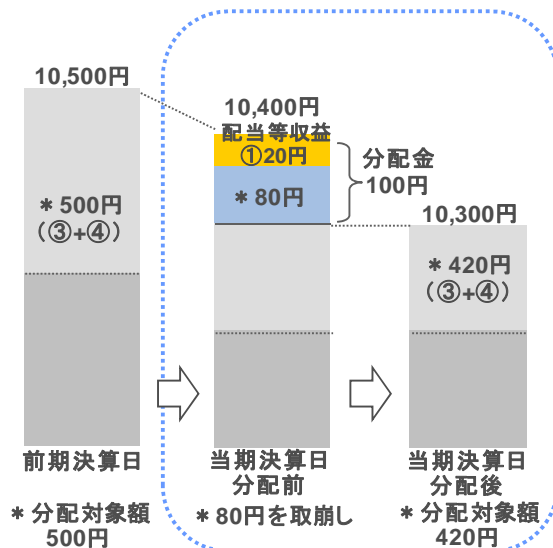 10,500円
＊500円
（③+④）
前期決算日
＊分配対象額
500円
10,400円
配当等収益
①20円
＊80円
分配金
100円
当期決算日
分配前
＊80円を取崩し
10,300円
＊420円
（③+④）
当期決算日
分配後
＊分配対象額
420円